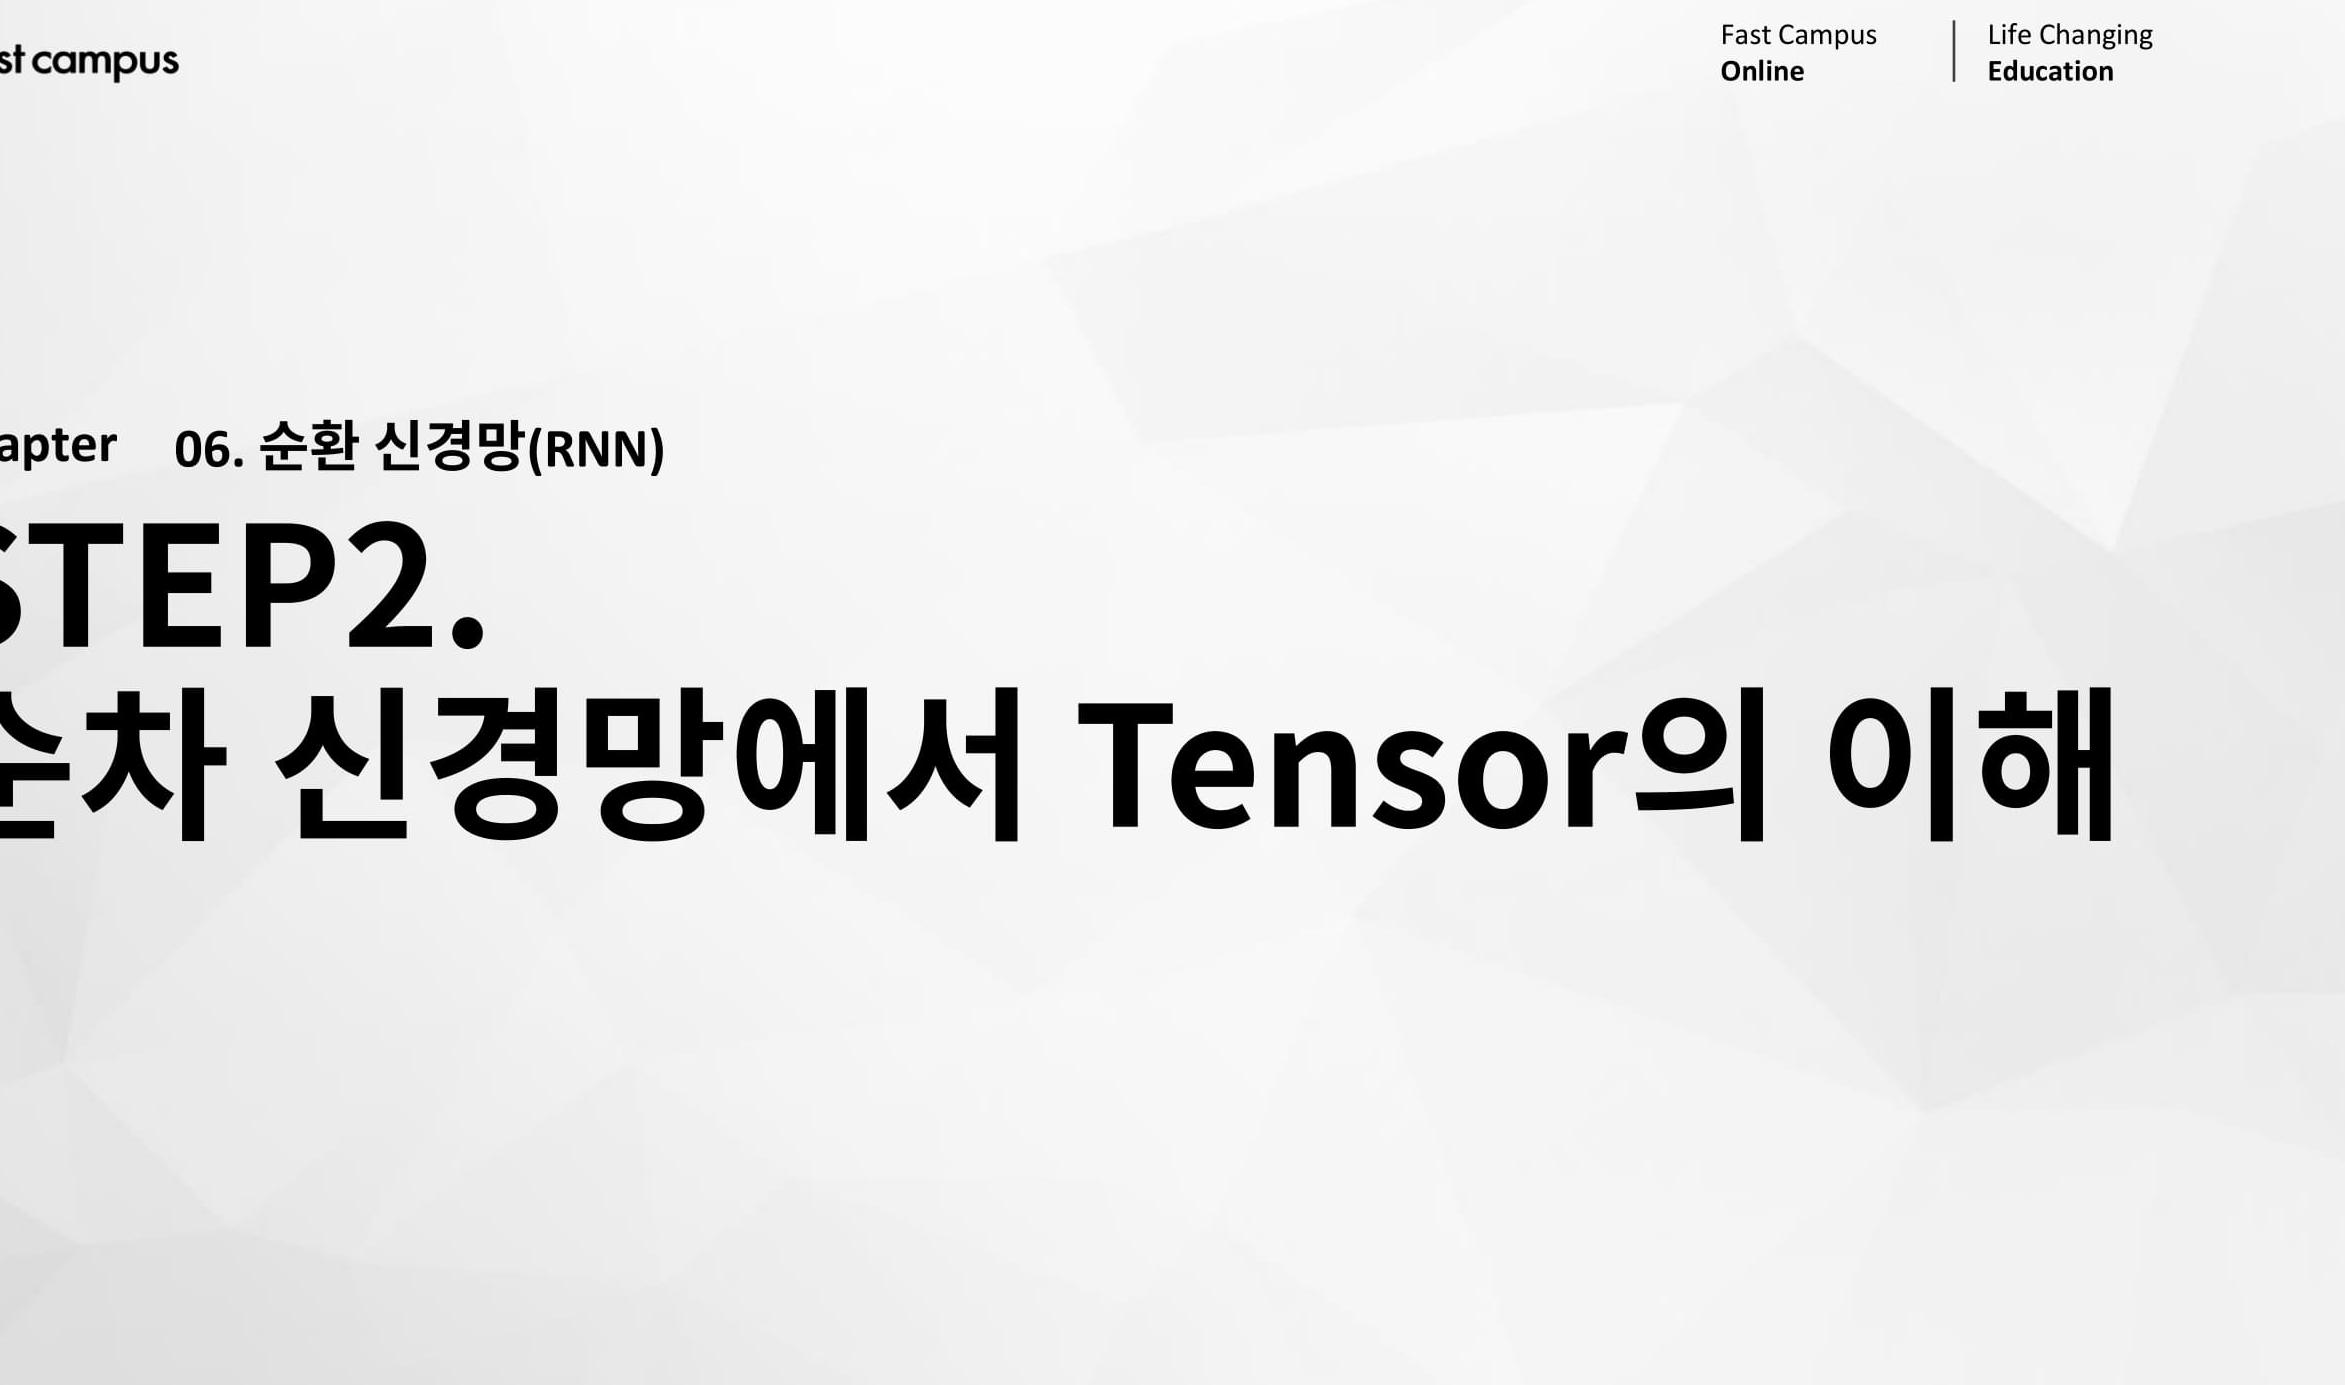 st campus
Fast Campus
Online
Life Changing
Education
apter 06. 순환 신경망(RNN)
STEP2.
순차 신경망에서 Tensor의 이해